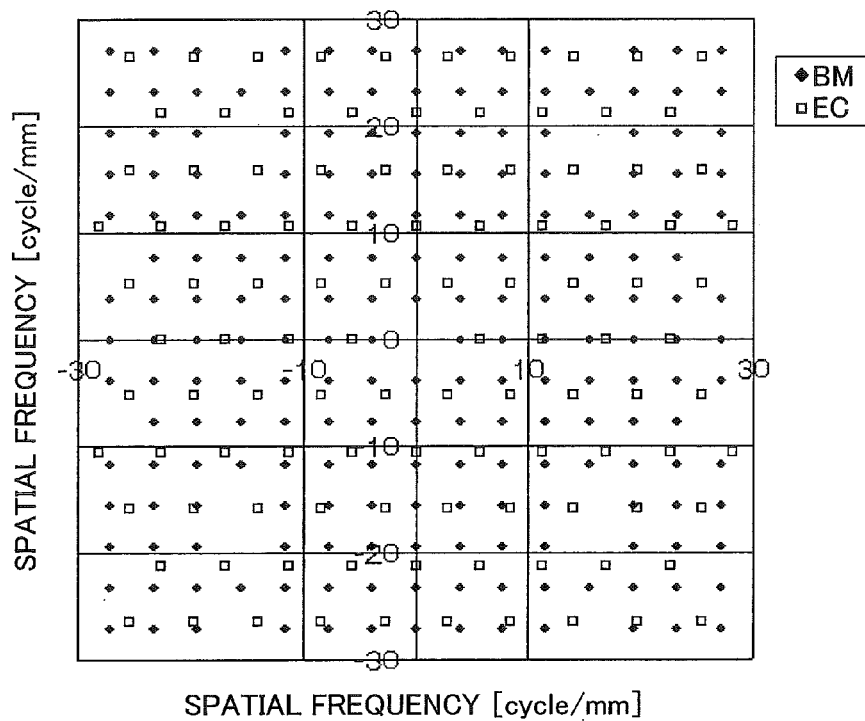 30
◆BM
□EC
20
10
0
-30
-10
10
30
-10
-20
-30
SPATIAL FREQUENCY [cycle/mm]
SPATIAL FREQUENCY [cycle/mm]